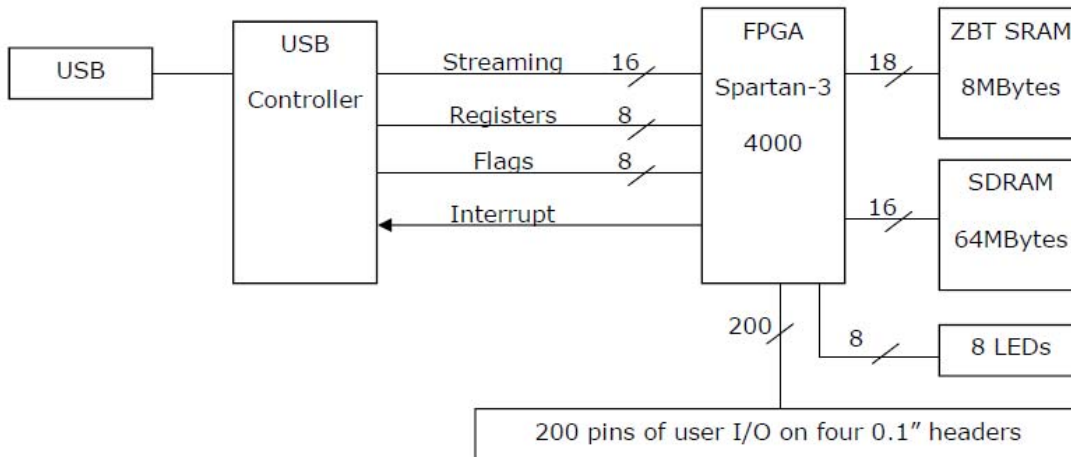 USB
USB
Controller
Streaming 16
Registers 8
Flags 8
Interrupt
FPGA
Spartan-3
4000
18
ZBT SRAM
8MBytes
16
SDRAM
64MBytes
200
8
8 LEDs
200 pins of user I/O on four 0.1" headers